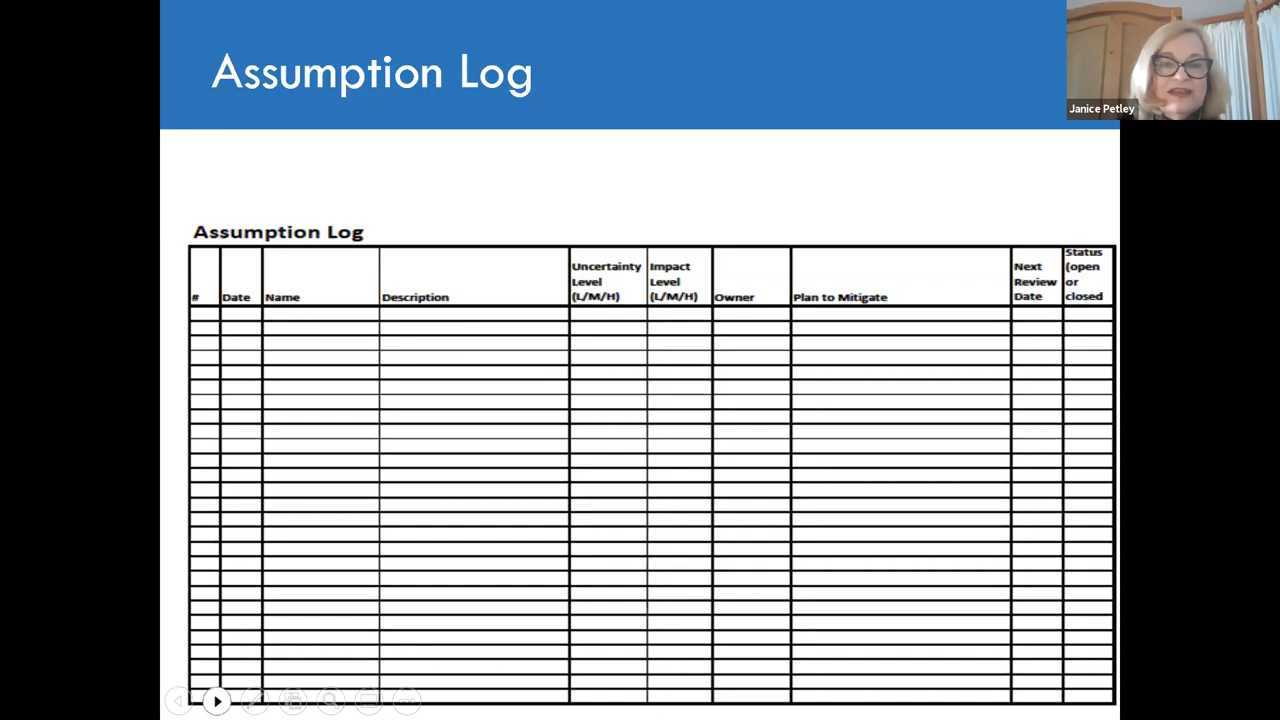 Assumption Log
Janice Petley
Assumption Log
# Date Name Description Uncertainty Level (L/M/H) Impact Level (L/M/H) Owner Plan to Mitigate Next Review Date Status (open or closed